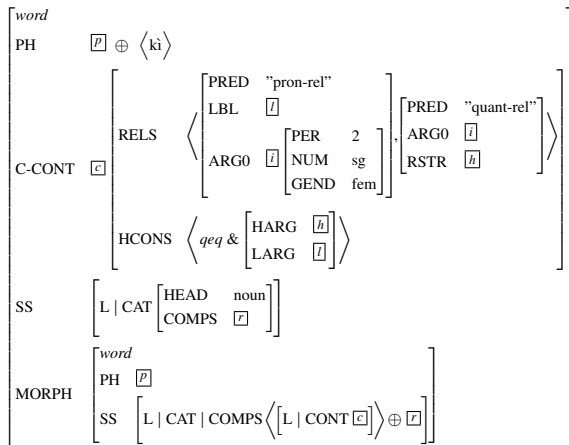 word
PH p ⊕ ⟨kì⟩
PRED ”pron-rel”
LBL l
ARG0 i PER 2
NUM sg
GEND fem
PRED ”quant-rel”
ARG0 i
RSTR h
RELS
C-CONT c
HCONS ⟨qeq & HARG h
LARG l⟩
SS L | CAT HEAD noun
COMPS r
word
MORPH PH p
SS L | CAT | COMPS⟨[L | CONT c]⟩⊕ r